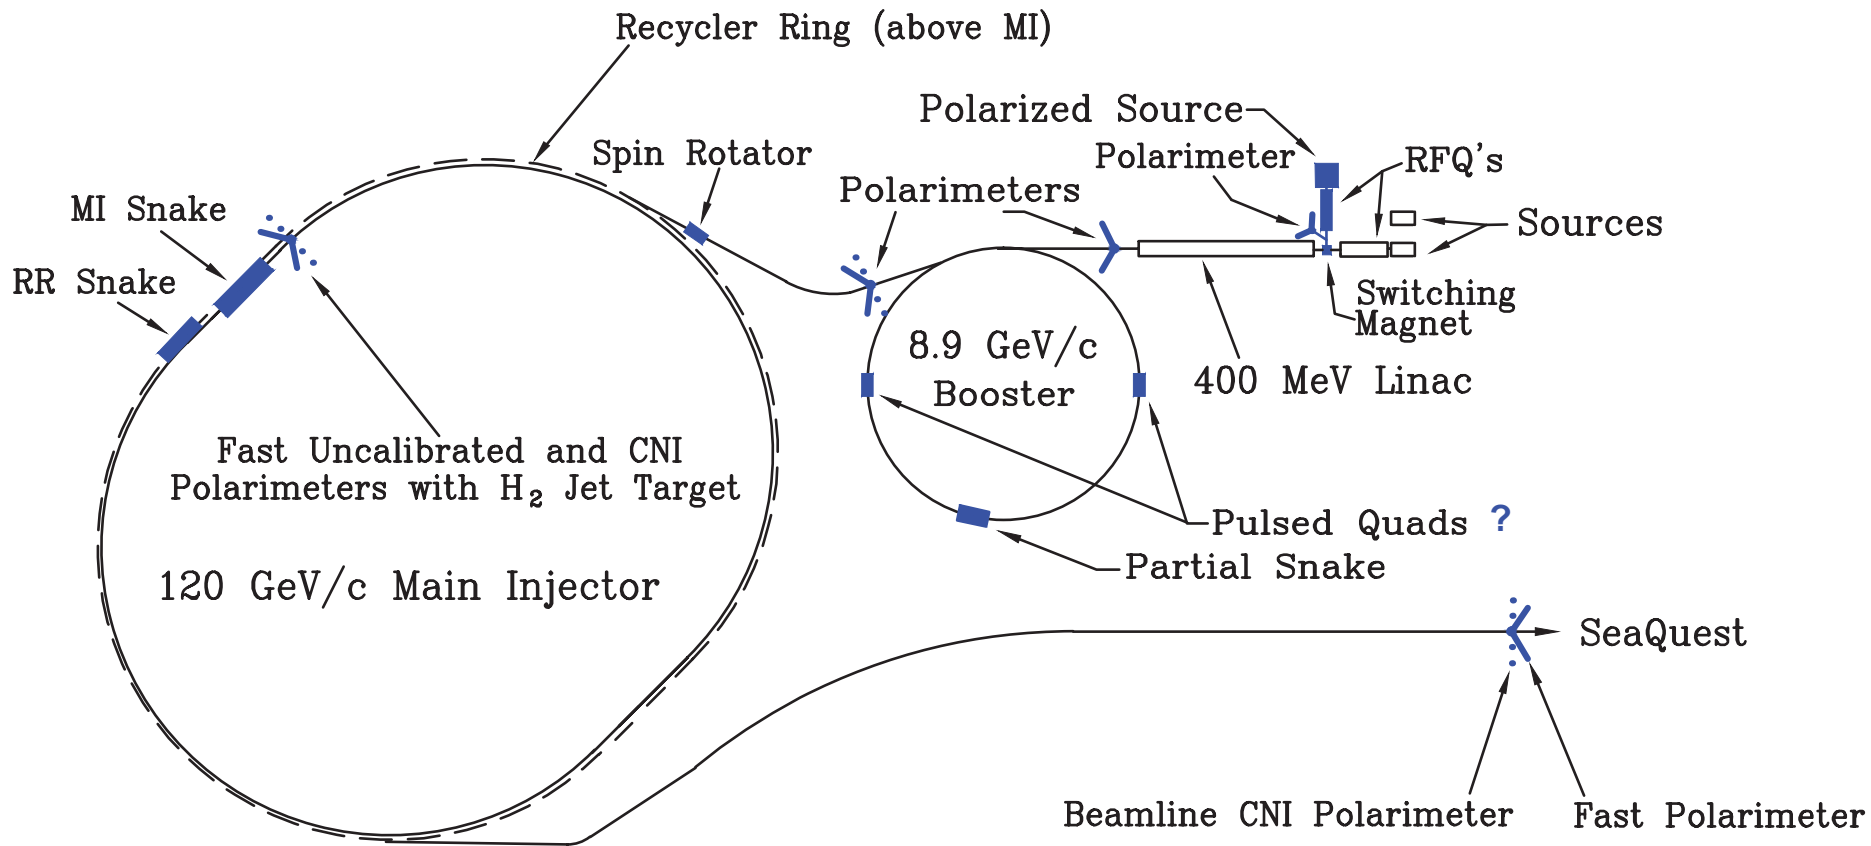 Recycler Ring (above MI)
Polarized Source
Spin Rotator
Polarimeter
RFQ's
Polarimeters
MI Snake
Sources
RR Snake
Switching
Magnet
8.9 GeV/c
Booster
400 MeV Linac
Fast Uncalibrated and CNI
Polarimeters with H₂ Jet Target
Pulsed Quads ?
Partial Snake
120 GeV/c Main Injector
SeaQuest
Beamline CNI Polarimeter
Fast Polarimeter